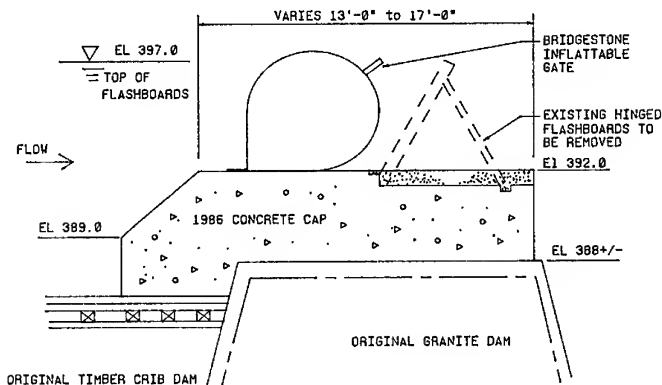 VARIES 13'-0" to 17'-0"
EL 397.0
TOP OF
FLASHBOARDS
BRIDGESTONE
INFLATTABLE
GATE
EXISTING HINGED
FLASHBOARDS TO
BE REMOVED
FLOW
El 392.0
1986 CONCRETE CAP
EL 389.0
EL 388+/-
ORIGINAL GRANITE DAM
ORIGINAL TIMBER CRIB DAM